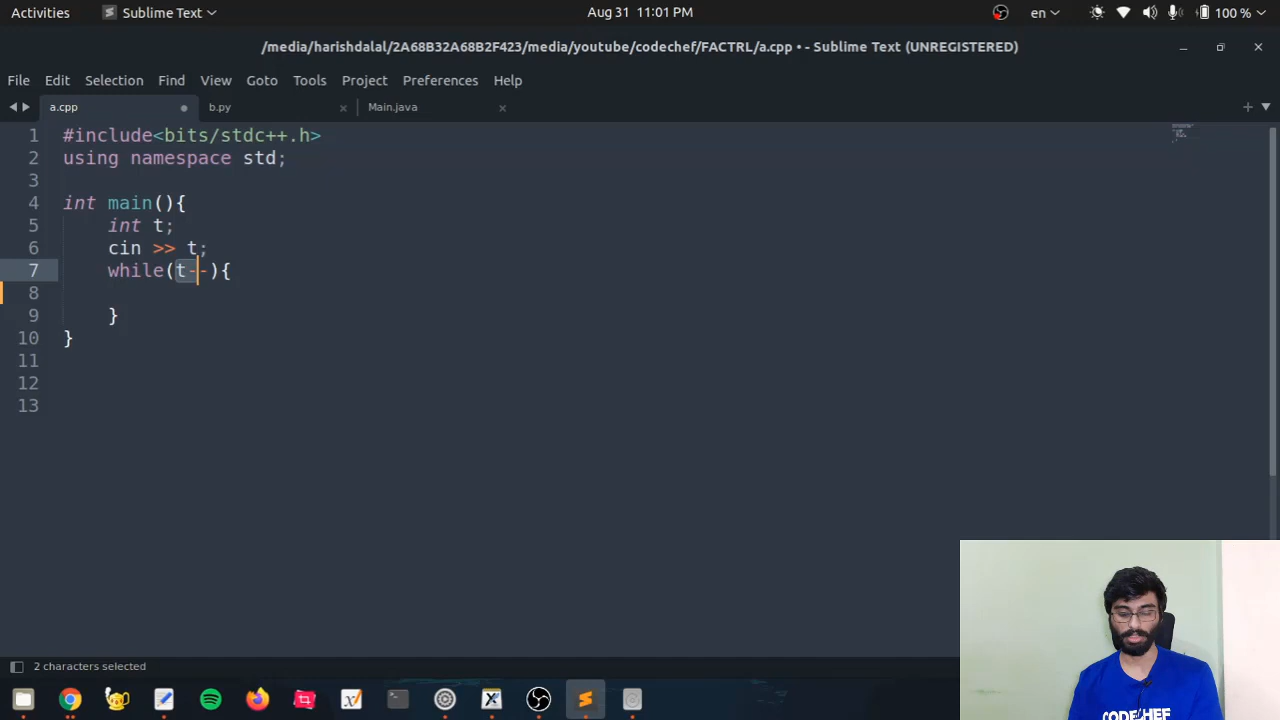 Activities Sublime Text Aug 31 11:01 PM en 100 %
/media/harishdalal/2A68B32A68B2F423/media/youtube/codechef/FACTRL/a.cpp • - Sublime Text (UNREGISTERED)
File Edit Selection Find View Goto Tools Project Preferences Help
a.cpp b.py Main.java
1 #include<bits/stdc++.h>
2 using namespace std;
3
4 int main(){
5 int t;
6 cin >> t;
7 while(t--){
8
9 }
10 }
11
12
13
2 characters selected
CODECHEF